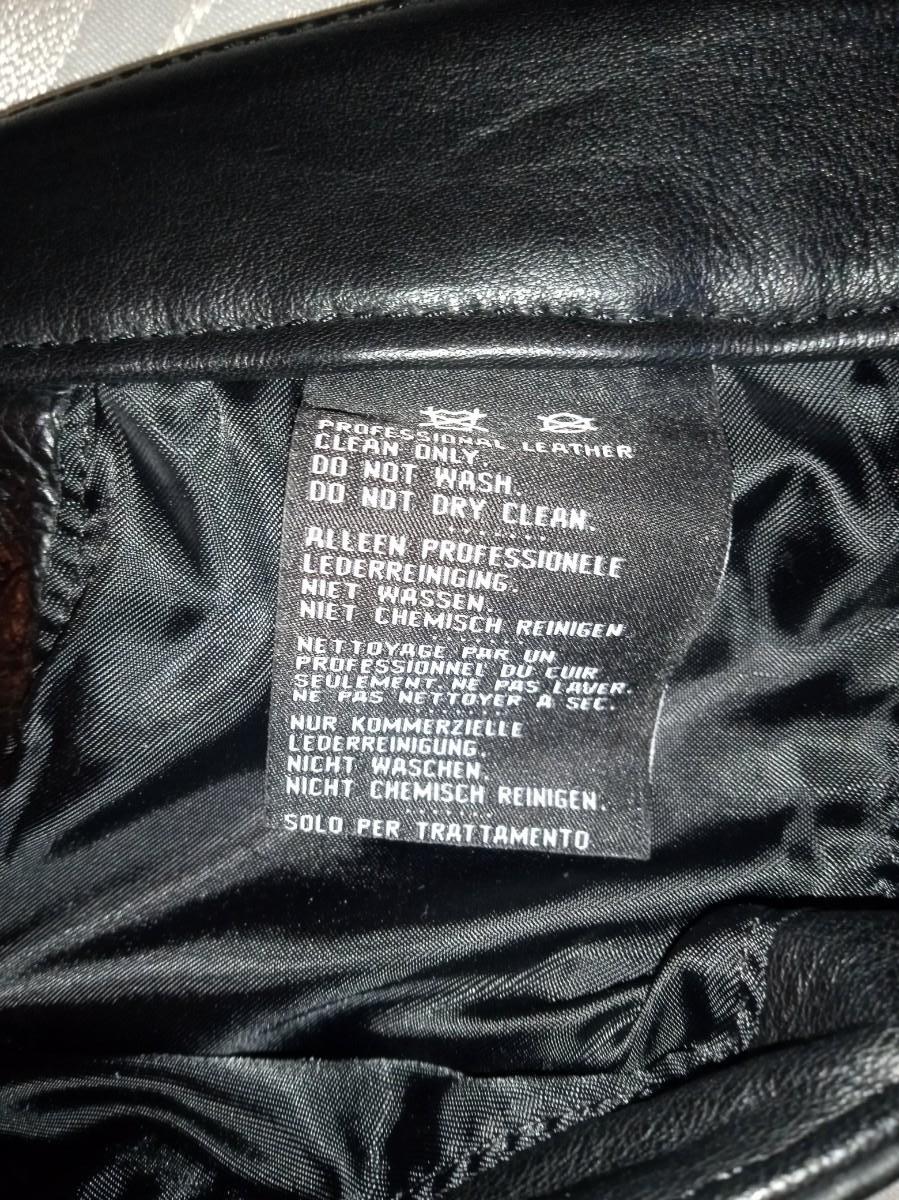 PROFESSIONAL LEATHER
CLEAN ONLY.
DO NOT WASH.
DO NOT DRY CLEAN.
........
ALLEEN PROFESSIONELE
LEDERREINIGING.
NIET WASSEN.
NIET CHEMISCH REINIGEN.
........
NETTOYAGE PAR UN
PROFESSIONNEL DU CUIR
SEULEMENT NE PAS LAVER.
NE PAS NETTOYER A SEC.
........
NUR KOMMERZIELLE
LEDERREINIGUNG.
NICHT WASCHEN.
NICHT CHEMISCH REINIGEN.
........
SOLO PER TRATTAMENTO